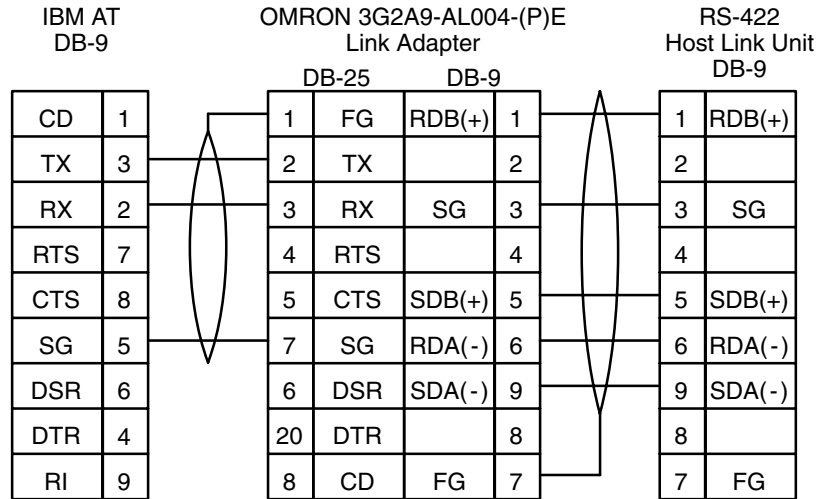 IBM AT
DB-9
OMRON 3G2A9-AL004-(P)E
Link Adapter
DB-25 DB-9
RS-422
Host Link Unit
DB-9
CD 1 1 FG RDB(+) 1 1 RDB(+)
TX 3 2 TX 2 2
RX 2 3 RX SG 3 3 SG
RTS 7 4 RTS 4 4
CTS 8 5 CTS SDB(+) 5 5 SDB(+)
SG 5 7 SG RDA(-) 6 6 RDA(-)
DSR 6 6 DSR SDA(-) 9 9 SDA(-)
DTR 4 20 DTR 8 8
RI 9 8 CD FG 7 7 FG